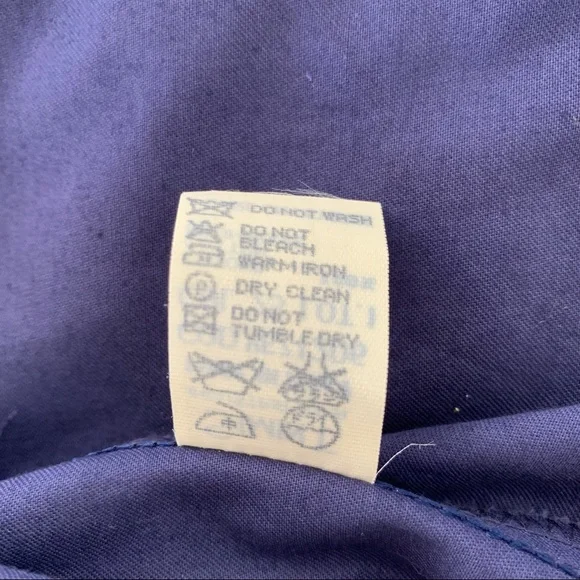 DO NOT WASH
DO NOT
BLEACH
WARM IRON
P DRY CLEAN
DO NOT
TUMBLE DRY